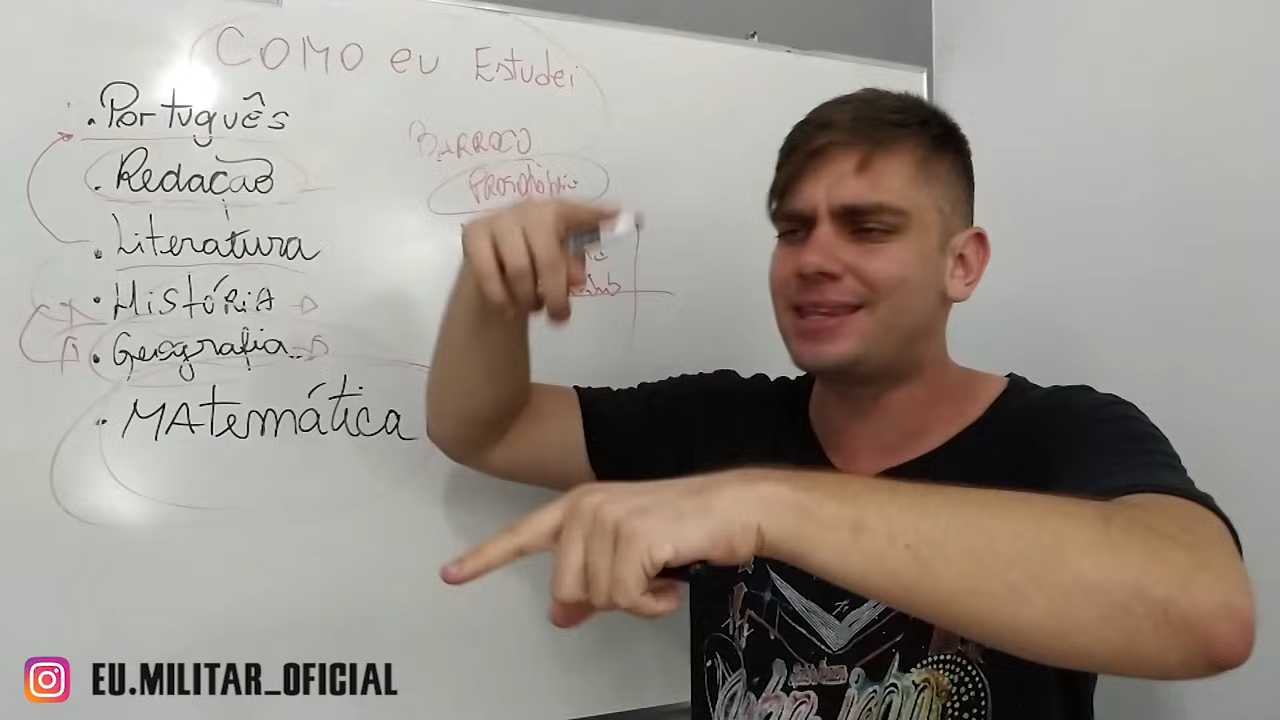 COMO eu Estudei
. Português
. Redação
. Literatura
. HistóRiA
. Geografia
. MAtemática
BARROCO
EU.MILITAR_OFICIAL